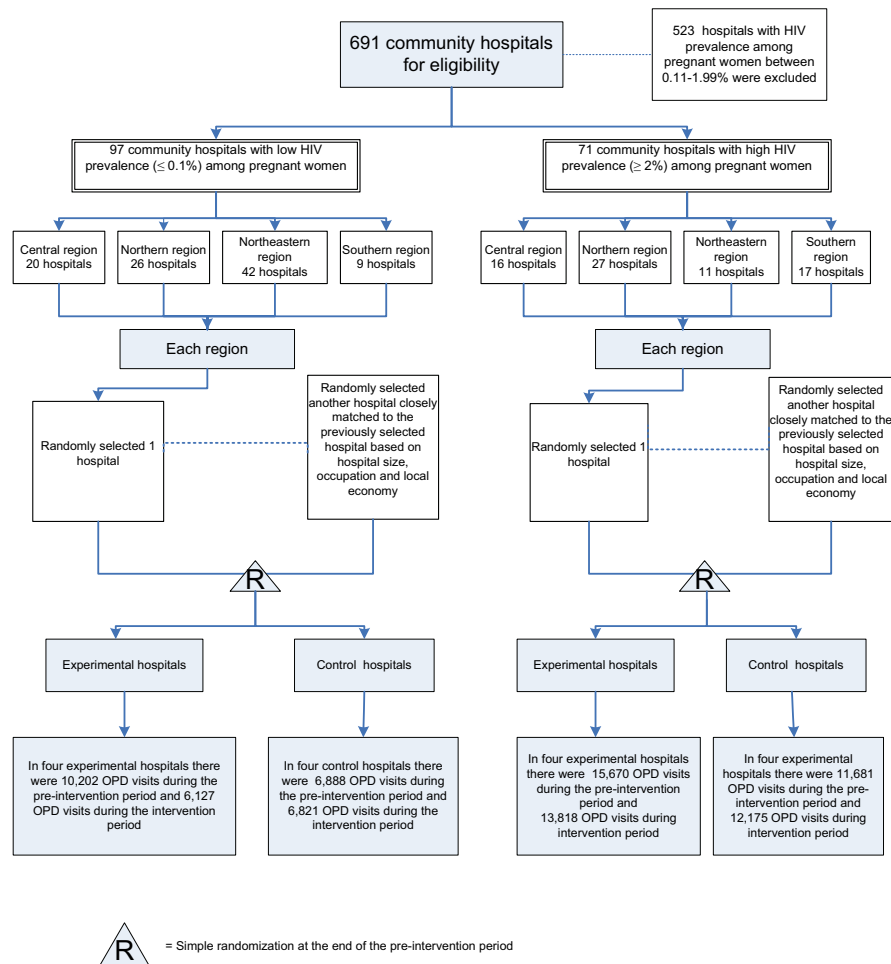 691 community hospitals
for eligibility
523 hospitals with HIV
prevalence among
pregnant women between
0.11-1.99% were excluded
97 community hospitals with low HIV
prevalence (≤ 0.1%) among pregnant women
71 community hospitals with high HIV
prevalence (≥ 2%) among pregnant women
Central region
20 hospitals
Northern region
26 hospitals
Northeastern
region
42 hospitals
Southern region
9 hospitals
Central region
16 hospitals
Northern region
27 hospitals
Northeastern
region
11 hospitals
Southern
region
17 hospitals
Each region
Each region
Randomly selected 1
hospital
Randomly selected
another hospital closely
matched to the
previously selected
hospital based on
hospital size,
occupation and local
economy
Randomly selected 1
hospital
Randomly selected
another hospital
closely matched to the
previously selected
hospital based on
hospital size,
occupation and local
economy
R
R
Experimental hospitals
Control hospitals
Experimental hospitals
Control hospitals
In four experimental hospitals there
were 10,202 OPD visits during the
pre-intervention period and 6,127
OPD visits during the intervention
period
In four control hospitals there
were 6,888 OPD visits during
the pre-intervention period and
6,821 OPD visits during the
intervention period
In four experimental hospitals
there were 15,670 OPD visits
during the pre-intervention
period and
13,818 OPD visits during
intervention period
In four experimental
hospitals there were 11,681
OPD visits during the pre-
intervention period and
12,175 OPD visits during
intervention period
R
= Simple randomization at the end of the pre-intervention period